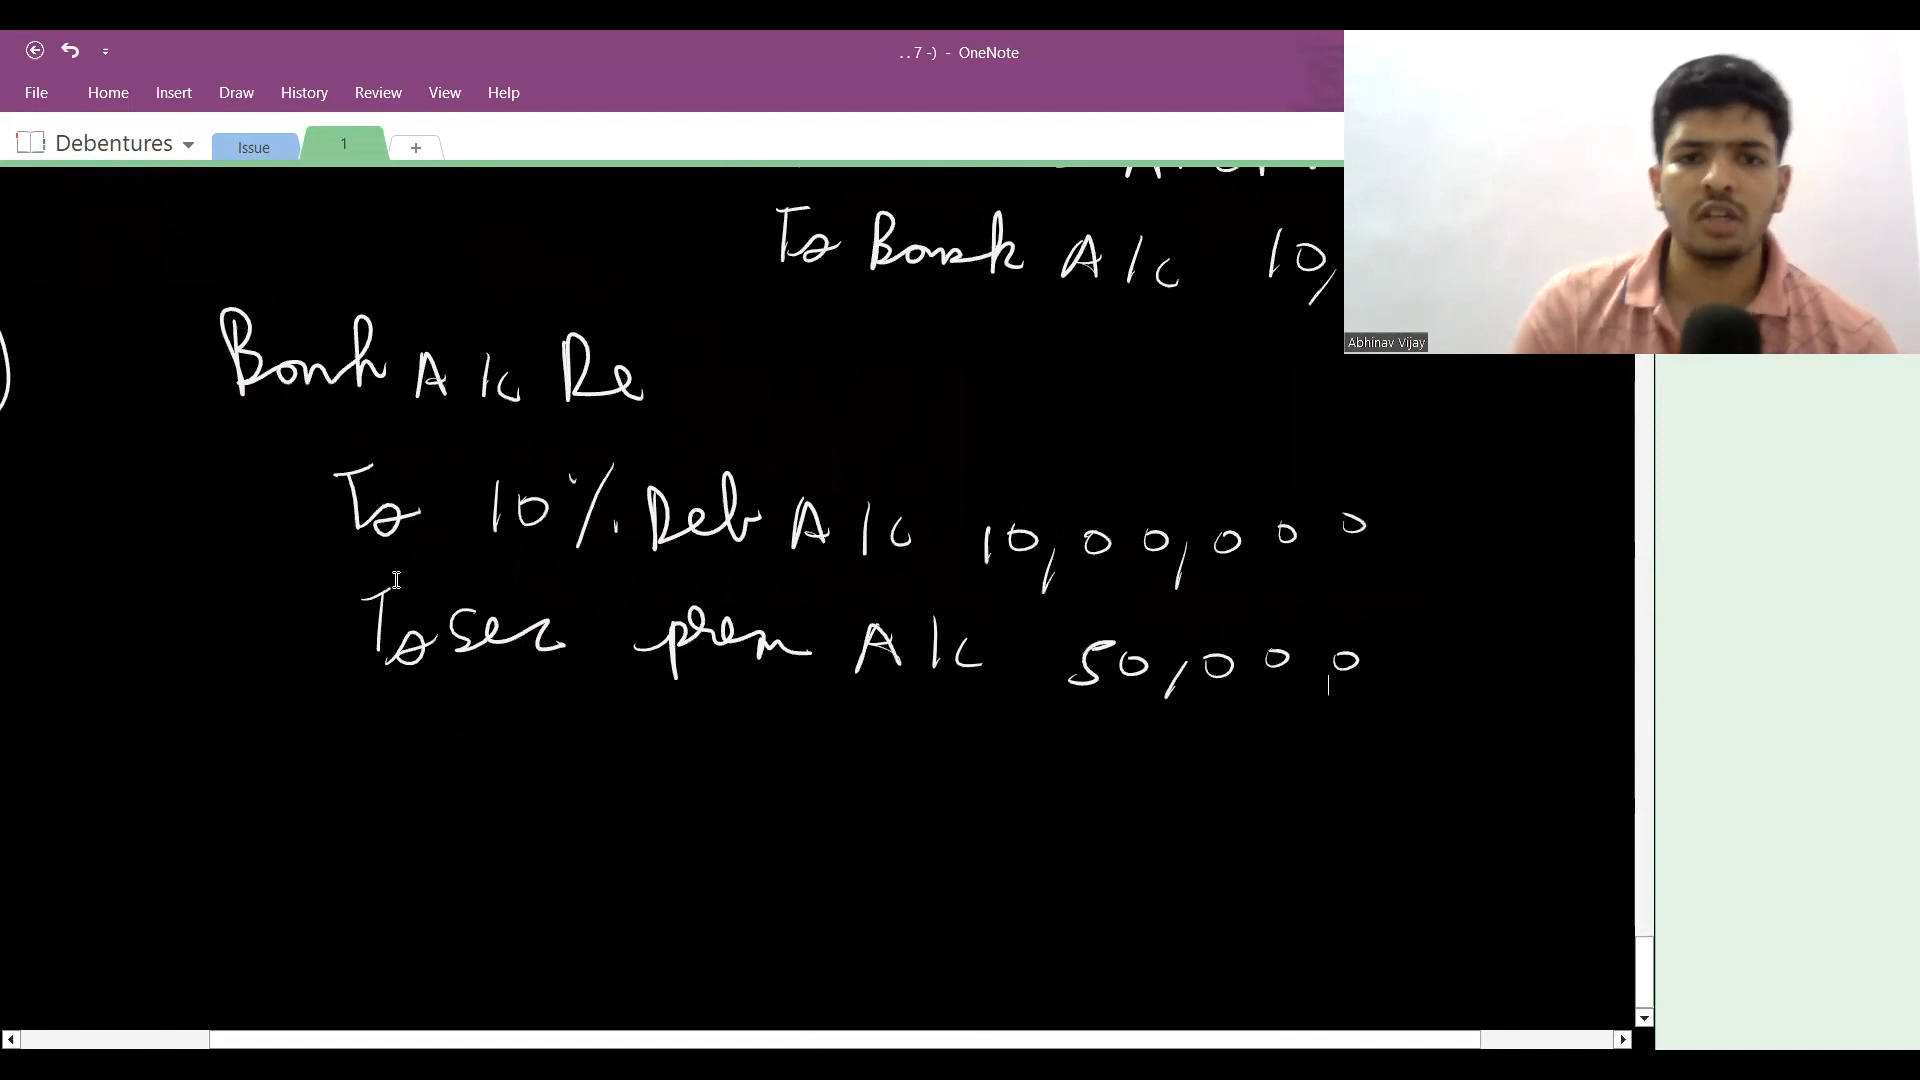 . . 7 -) - OneNote
File Home Insert Draw History Review View Help
Debentures Issue 1 +
To Bank A/c 10,
Bank A/c Dr
To 10% Deb A/c 10,00,000
To sec prem A/c 50,000
Abhinav Vijay